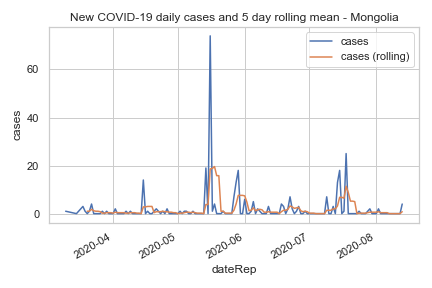 New COVID-19 daily cases and 5 day rolling mean - Mongolia
cases
cases (rolling)
60
40
20
0
cases
2020-04
2020-05
2020-06
2020-07
2020-08
dateRep